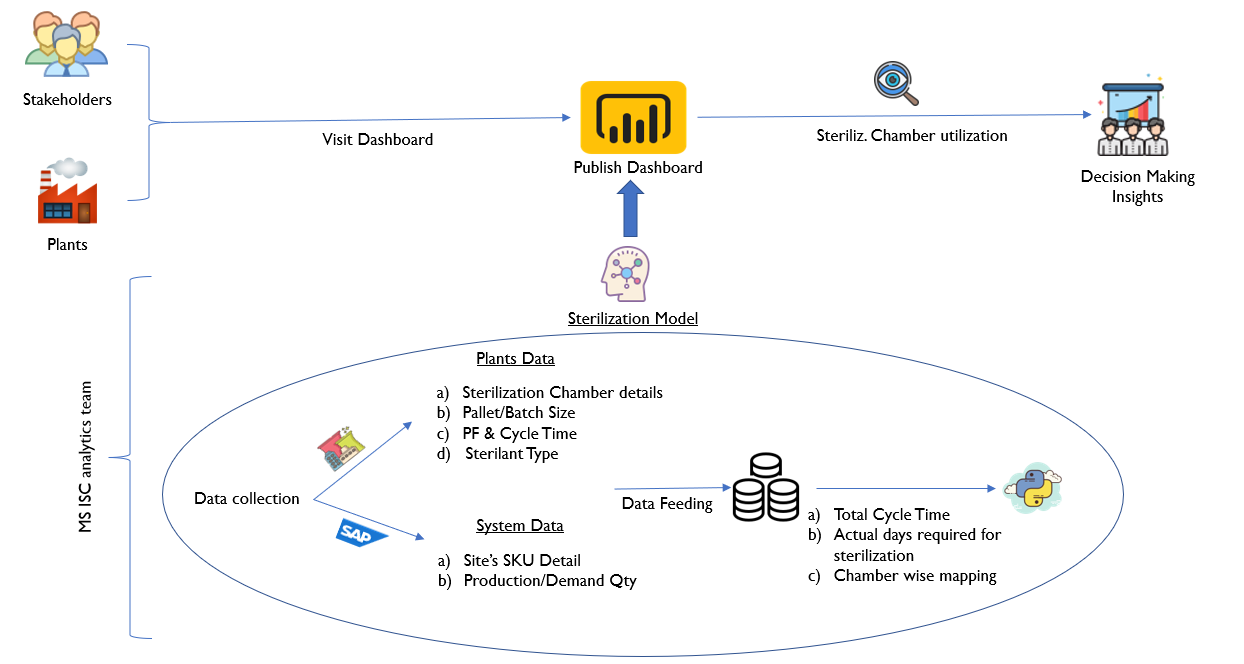 Stakeholders
Visit Dashboard
Publish Dashboard
Steriliz. Chamber utilization
Decision Making
Insights
Plants
Sterilization Model
MS ISC analytics team
Plants Data
a) Sterilization Chamber details
b) Pallet/Batch Size
c) PF & Cycle Time
d) Sterilant Type
Data collection
SAP
System Data
a) Site's SKU Detail
b) Production/Demand Qty
Data Feeding
a) Total Cycle Time
b) Actual days required for
sterilization
c) Chamber wise mapping